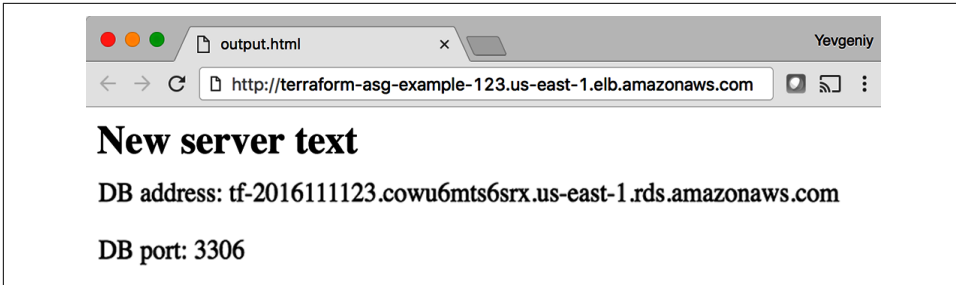 output.html
Yevgeniy
http://terraform-asg-example-123.us-east-1.elb.amazonaws.com
New server text
DB address: tf-2016111123.cowu6mts6srx.us-east-1.rds.amazonaws.com
DB port: 3306